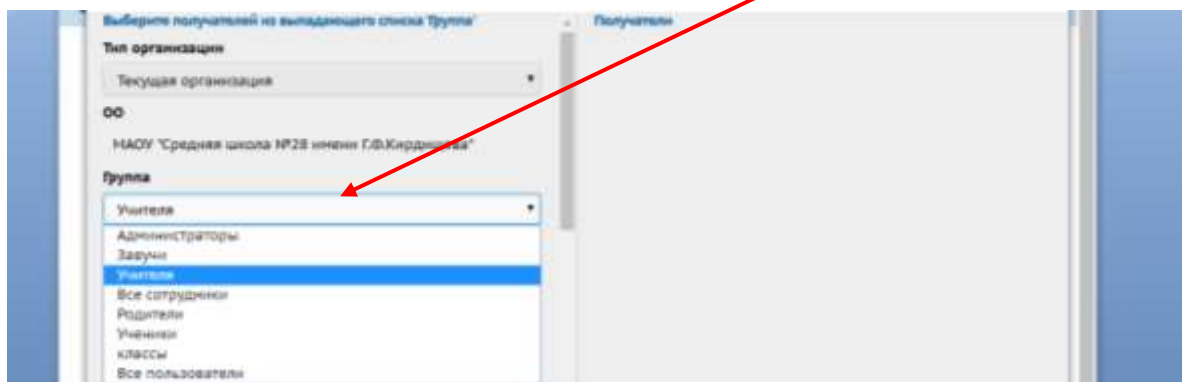 Выберите получателей из выпадающего списка 'Группа'
Получатели
Тип организации
Текущая организация
ОО
МАОУ "Средняя школа №28 имени Г.Ф.Кирдищева"
Группа
Учителя
Администраторы
Завучи
Учителя
Все сотрудники
Родители
Ученики
классы
Все пользователи